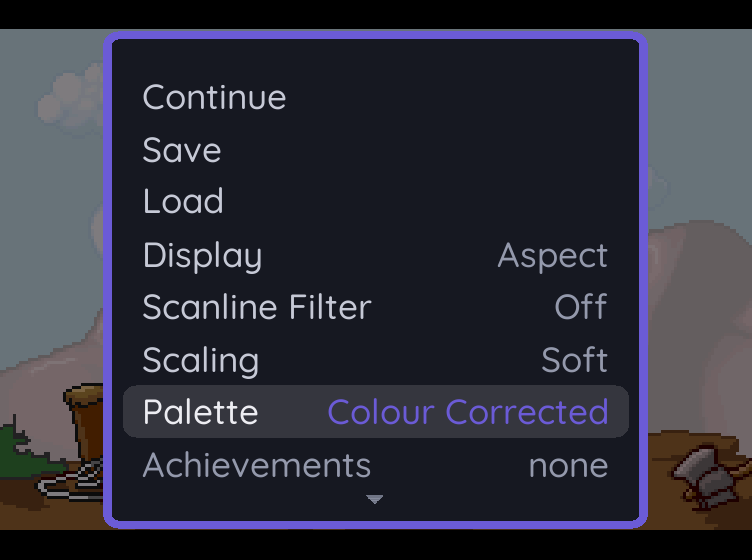 Continue
Save
Load
Display Aspect
Scanline Filter Off
Scaling Soft
Palette Colour Corrected
Achievements none